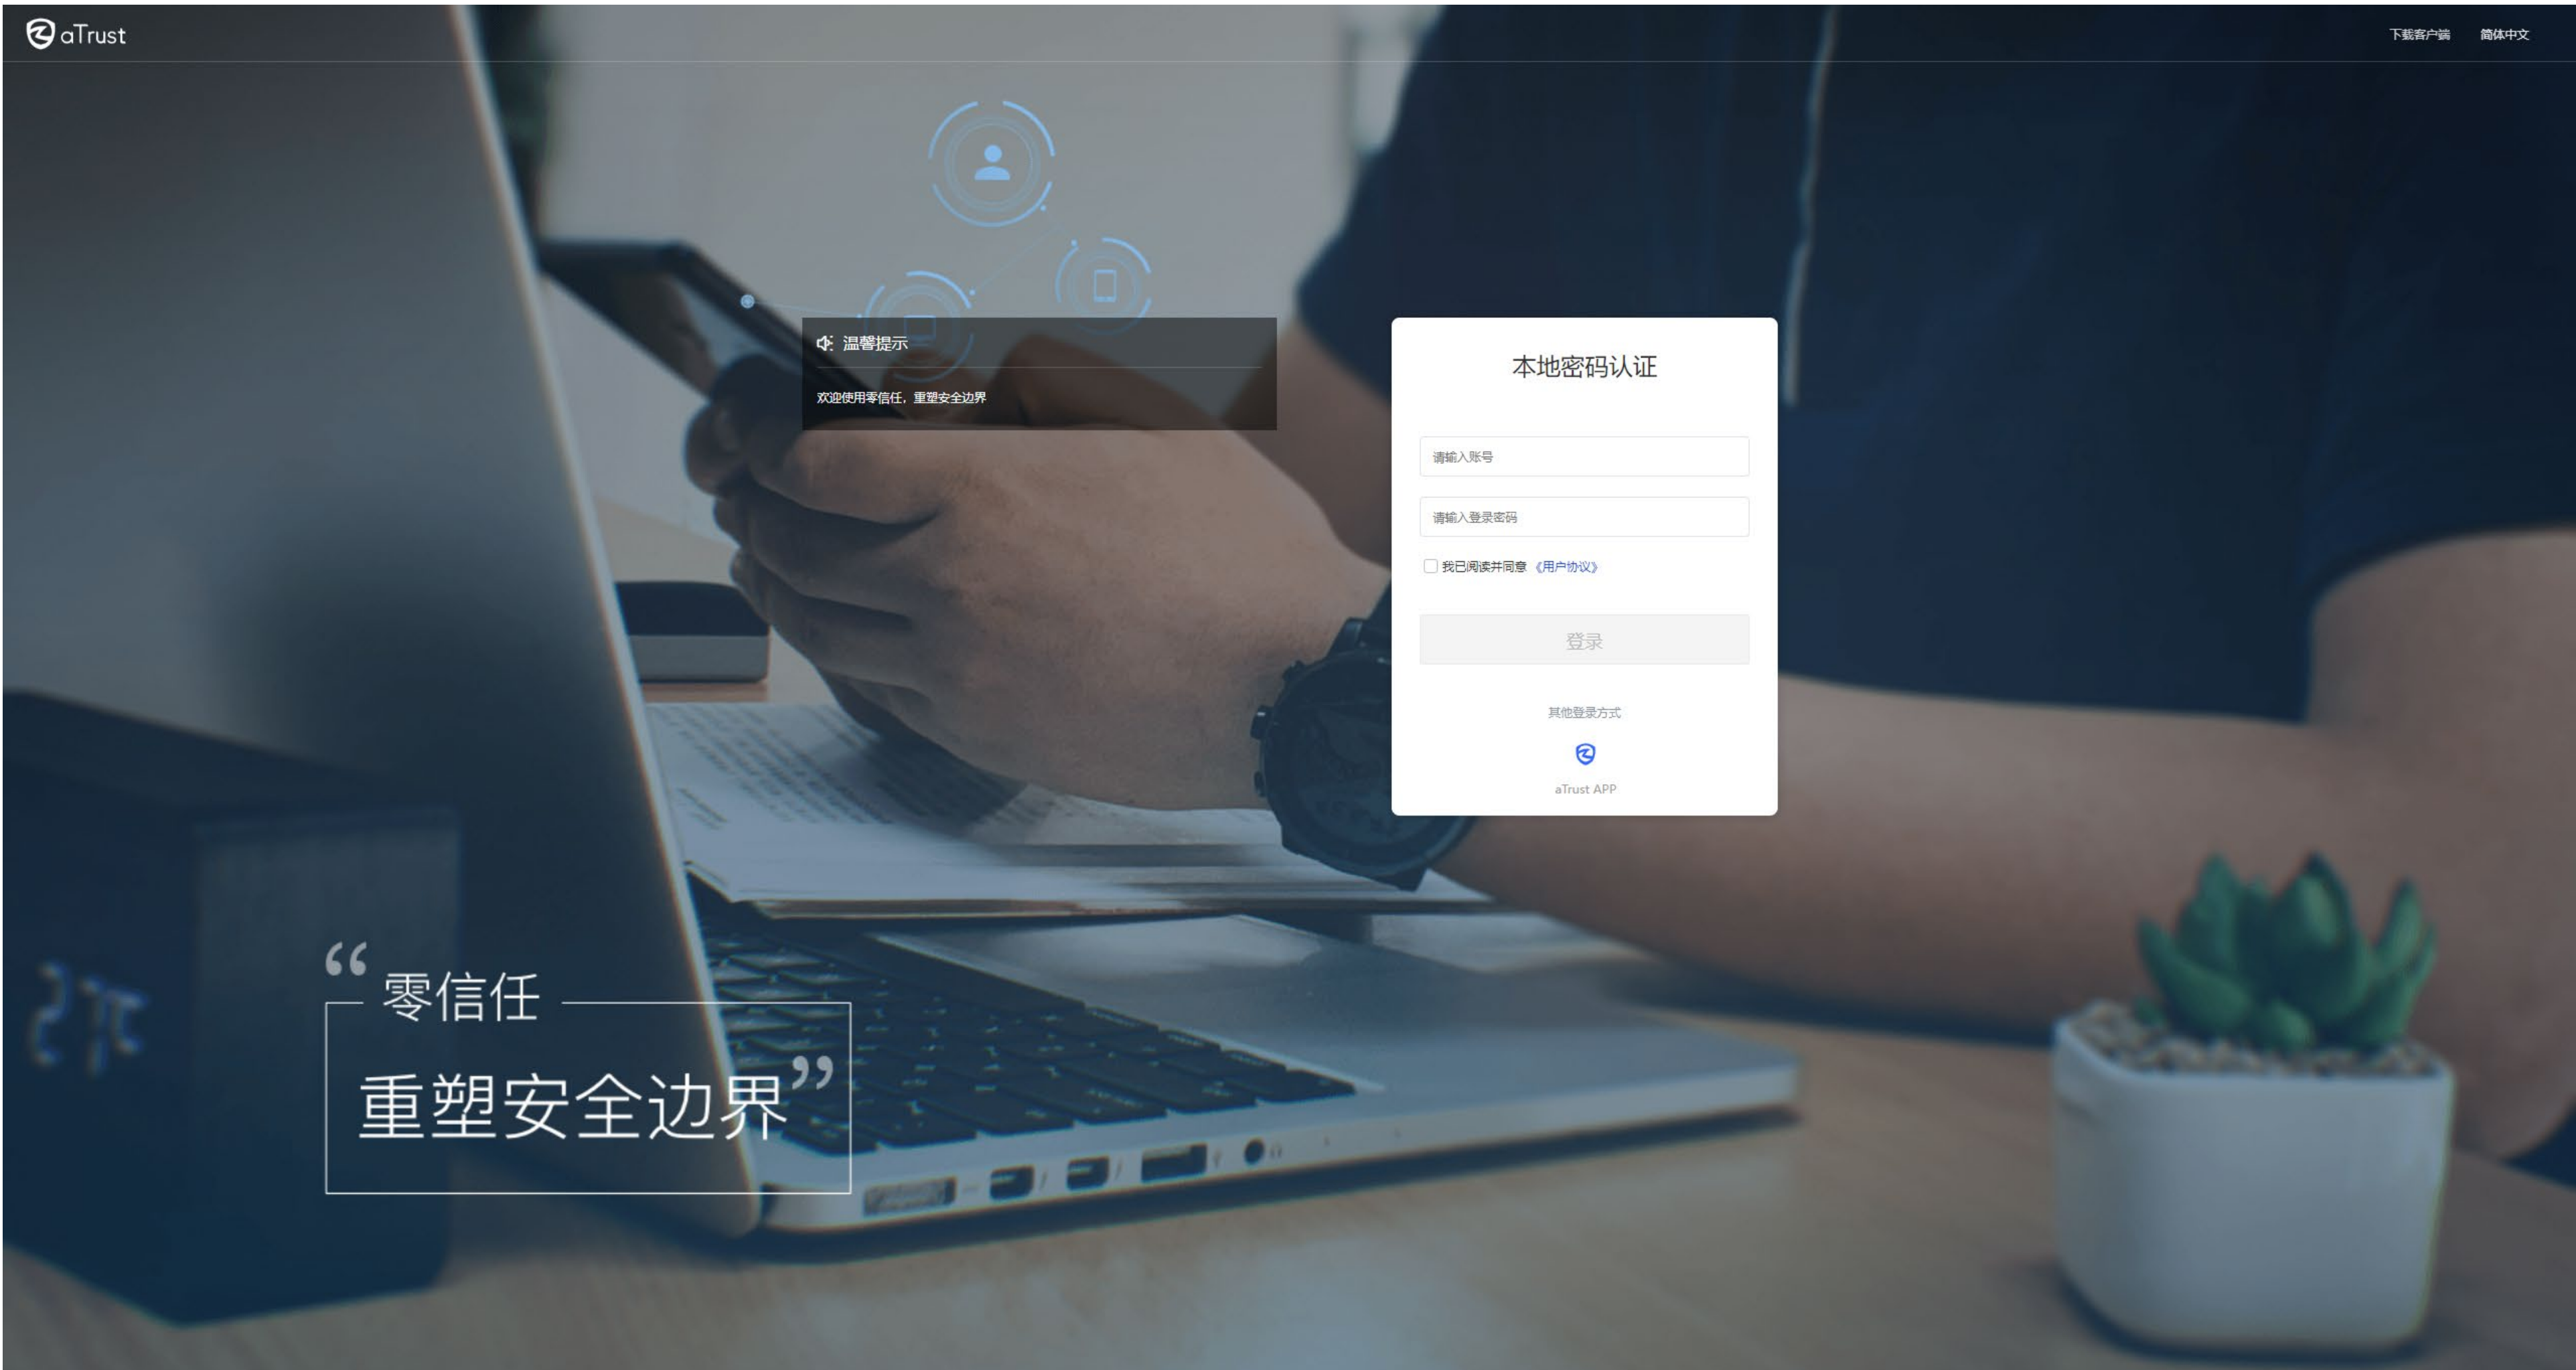 aTrust
下载客户端
简体中文
温馨提示
欢迎使用零信任，重塑安全边界
本地密码认证
请输入账号
请输入登录密码
我已阅读并同意《用户协议》
登录
其他登录方式
aTrust APP
“零信任
重塑安全边界”